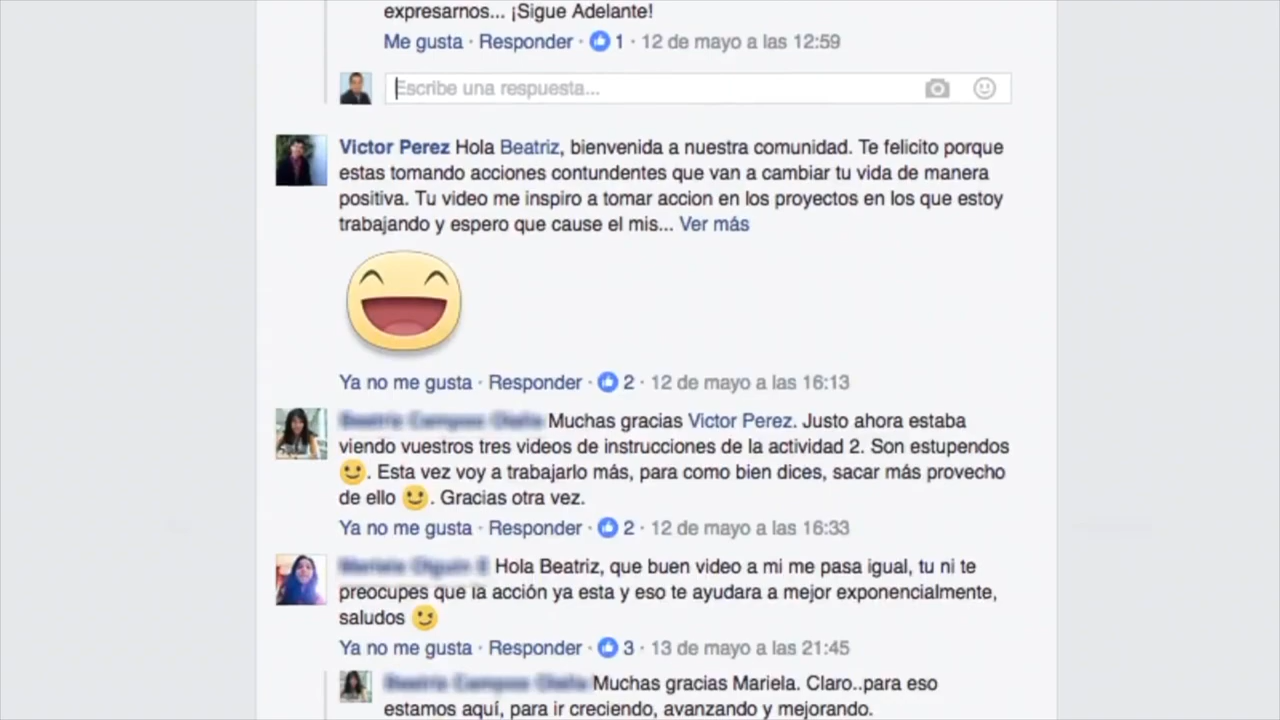 expresarnos... ¡Sigue Adelante!
Me gusta · Responder · 1 · 12 de mayo a las 12:59
Escribe una respuesta...
Victor Perez Hola Beatriz, bienvenida a nuestra comunidad. Te felicito porque
estas tomando acciones contundentes que van a cambiar tu vida de manera
positiva. Tu video me inspiro a tomar accion en los proyectos en los que estoy
trabajando y espero que cause el mis... Ver más
Ya no me gusta · Responder · 2 · 12 de mayo a las 16:13
Muchas gracias Victor Perez. Justo ahora estaba
viendo vuestros tres videos de instrucciones de la actividad 2. Son estupendos
. Esta vez voy a trabajarlo más, para como bien dices, sacar más provecho
de ello . Gracias otra vez.
Ya no me gusta · Responder · 2 · 12 de mayo a las 16:33
Hola Beatriz, que buen video a mi me pasa igual, tu ni te
preocupes que la acción ya esta y eso te ayudara a mejor exponencialmente,
saludos
Ya no me gusta · Responder · 3 · 13 de mayo a las 21:45
Muchas gracias Mariela. Claro..para eso
estamos aquí, para ir creciendo, avanzando y mejorando.